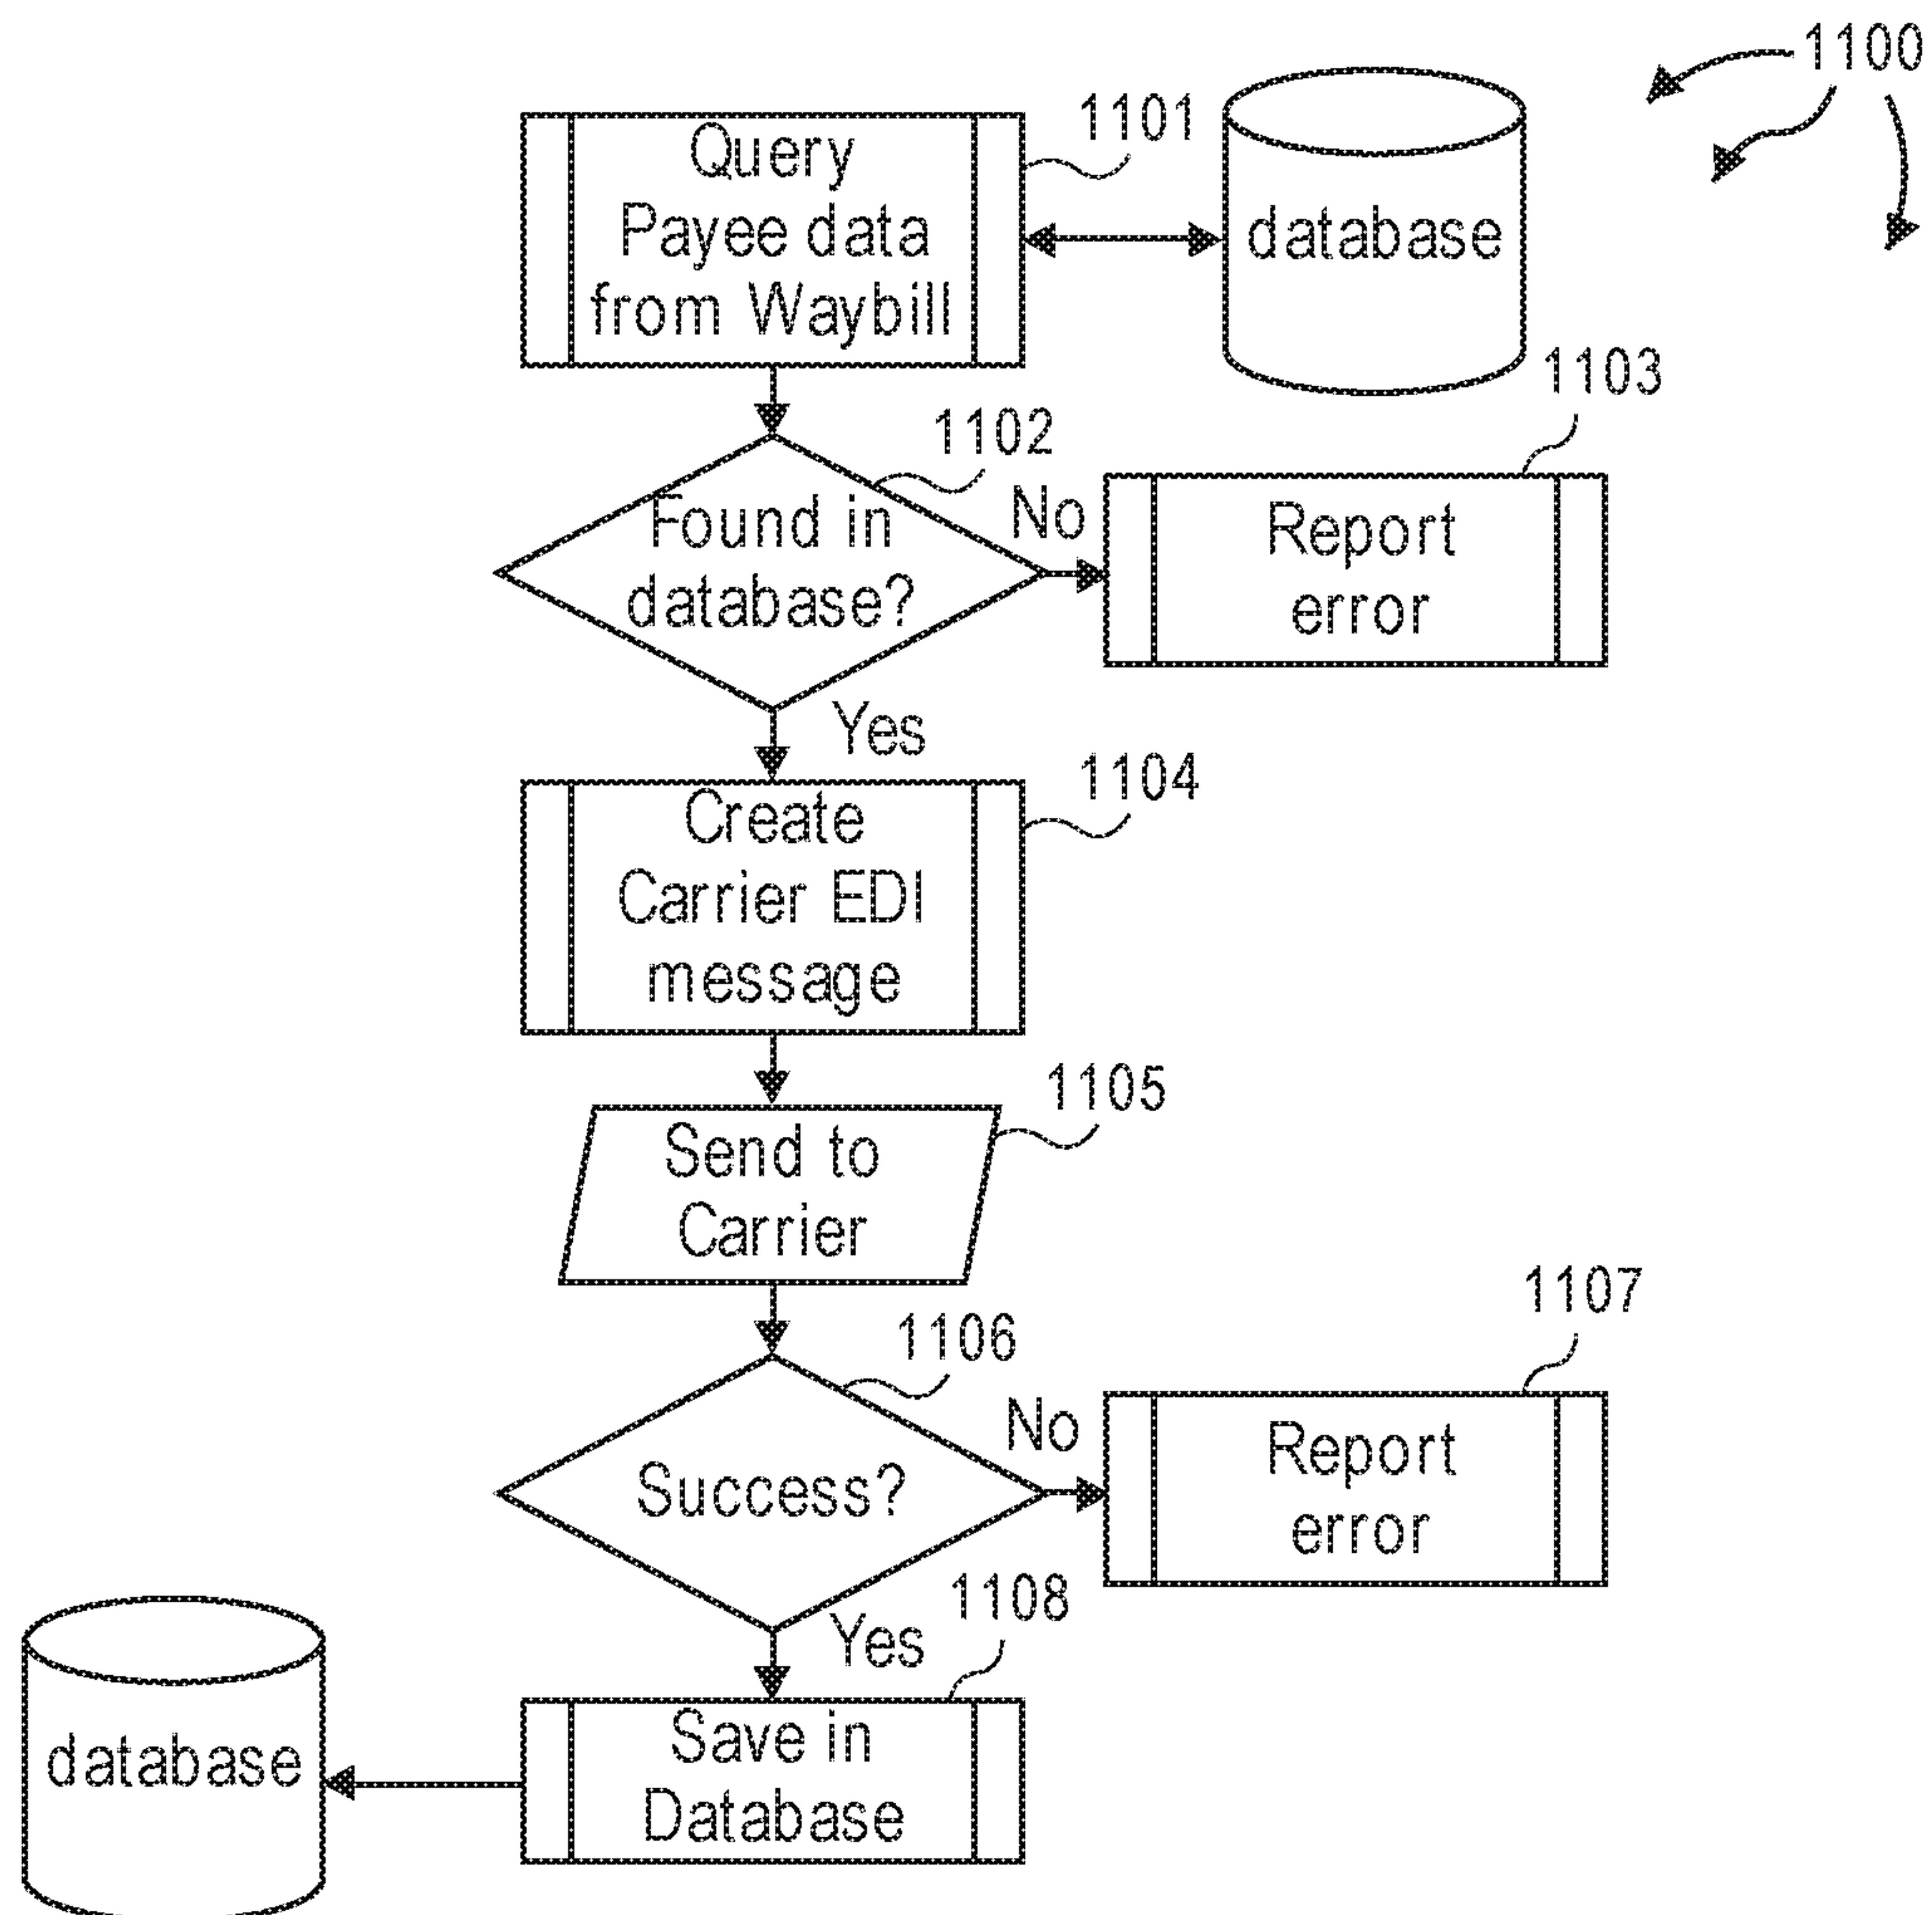 1100
1101
Query
Payee data
from Waybill
database
1103
1102
Found in
database?
No
Report
error
Yes
1104
Create
Carrier EDI
message
1105
Send to
Carrier
1107
1106
No
Success?
Report
error
1108
Yes
Save in
Database
database